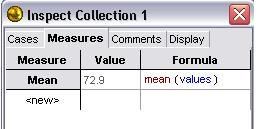 Inspect Collection 1
Cases Measures Comments Display
Measure Value Formula
Mean 72.9 mean (values)
<new>